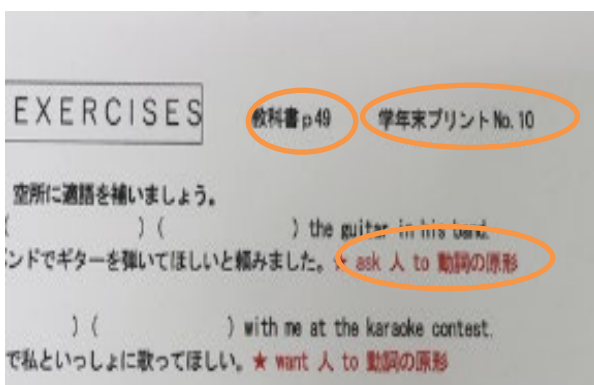 EXERCISES 教科書p49 学年末プリントNo.10
空所に適語を補いましょう。
( ) ( ) the guitar in his band.
ンドでギターを弾いてほしいと頼みました。★ ask 人 to 動詞の原形
) ( ) with me at the karaoke contest.
で私といっしょに歌ってほしい。★ want 人 to 動詞の原形